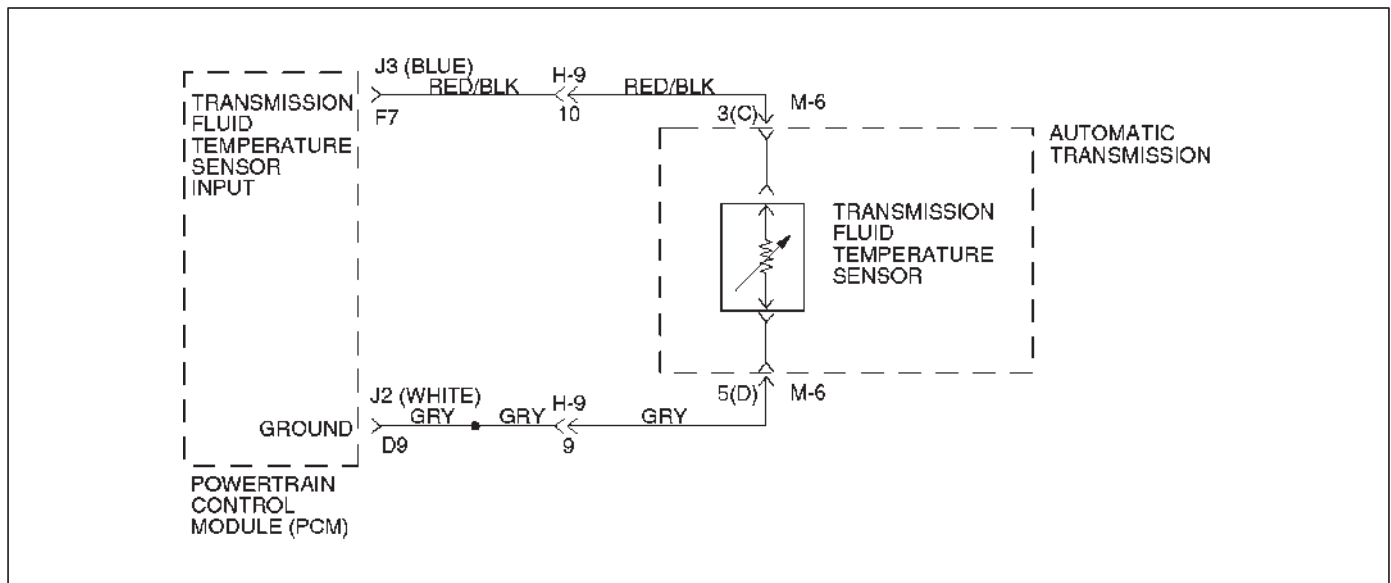 J3 (BLUE)
RED/BLK
H-9
RED/BLK
M-6
F7
10
3(C)
TRANSMISSION
FLUID
TEMPERATURE
SENSOR
INPUT
AUTOMATIC
TRANSMISSION
TRANSMISSION
FLUID
TEMPERATURE
SENSOR
J2 (WHITE)
H-9
5(D)
M-6
GRY
GRY
GRY
GROUND
D9
9
POWERTRAIN
CONTROL
MODULE (PCM)